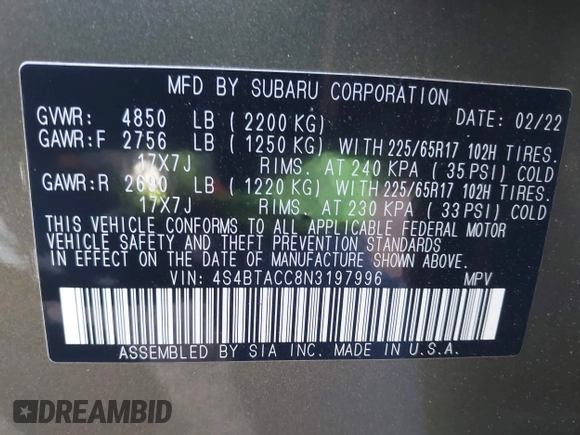 MFD BY SUBARU CORPORATION
GVWR: 4850 LB ( 2200 KG) DATE: 02/22
GAWR:F 2756 LB ( 1250 KG) WITH 225/65R17 102H TIRES.
17X7J RIMS. AT 240 KPA ( 35 PSI) COLD
GAWR:R 2690 LB ( 1220 KG) WITH 225/65R17 102H TIRES.
17X7J RIMS. AT 230 KPA ( 33 PSI) COLD
THIS VEHICLE CONFORMS TO ALL APPLICABLE FEDERAL MOTOR
VEHICLE SAFETY AND THEFT PREVENTION STANDARDS
IN EFFECT ON THE DATE OF MANUFACTURE SHOWN ABOVE.
VIN: 4S4BTACC8N3197996 MPV
ASSEMBLED BY SIA INC. MADE IN U.S.A.
DREAMBID